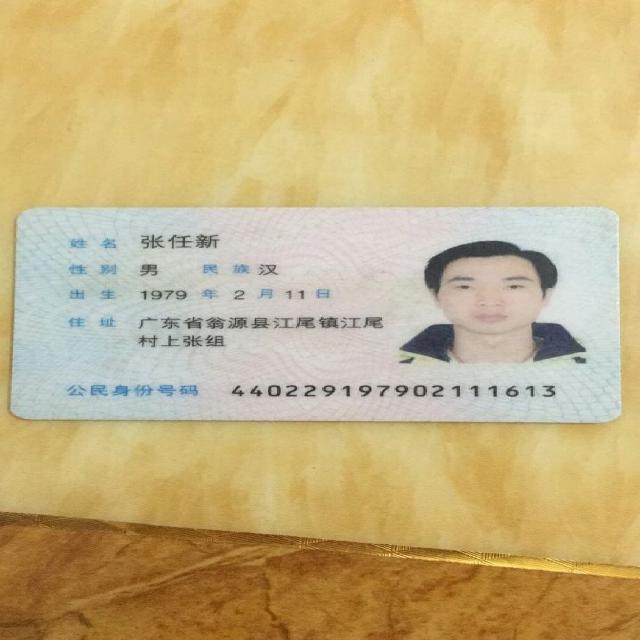 姓名 张任新
性别 男 民族 汉
出生 1979 年 2 月 11 日
住址 广东省翁源县江尾镇江尾
村上张组
公民身份号码 440229197902111613